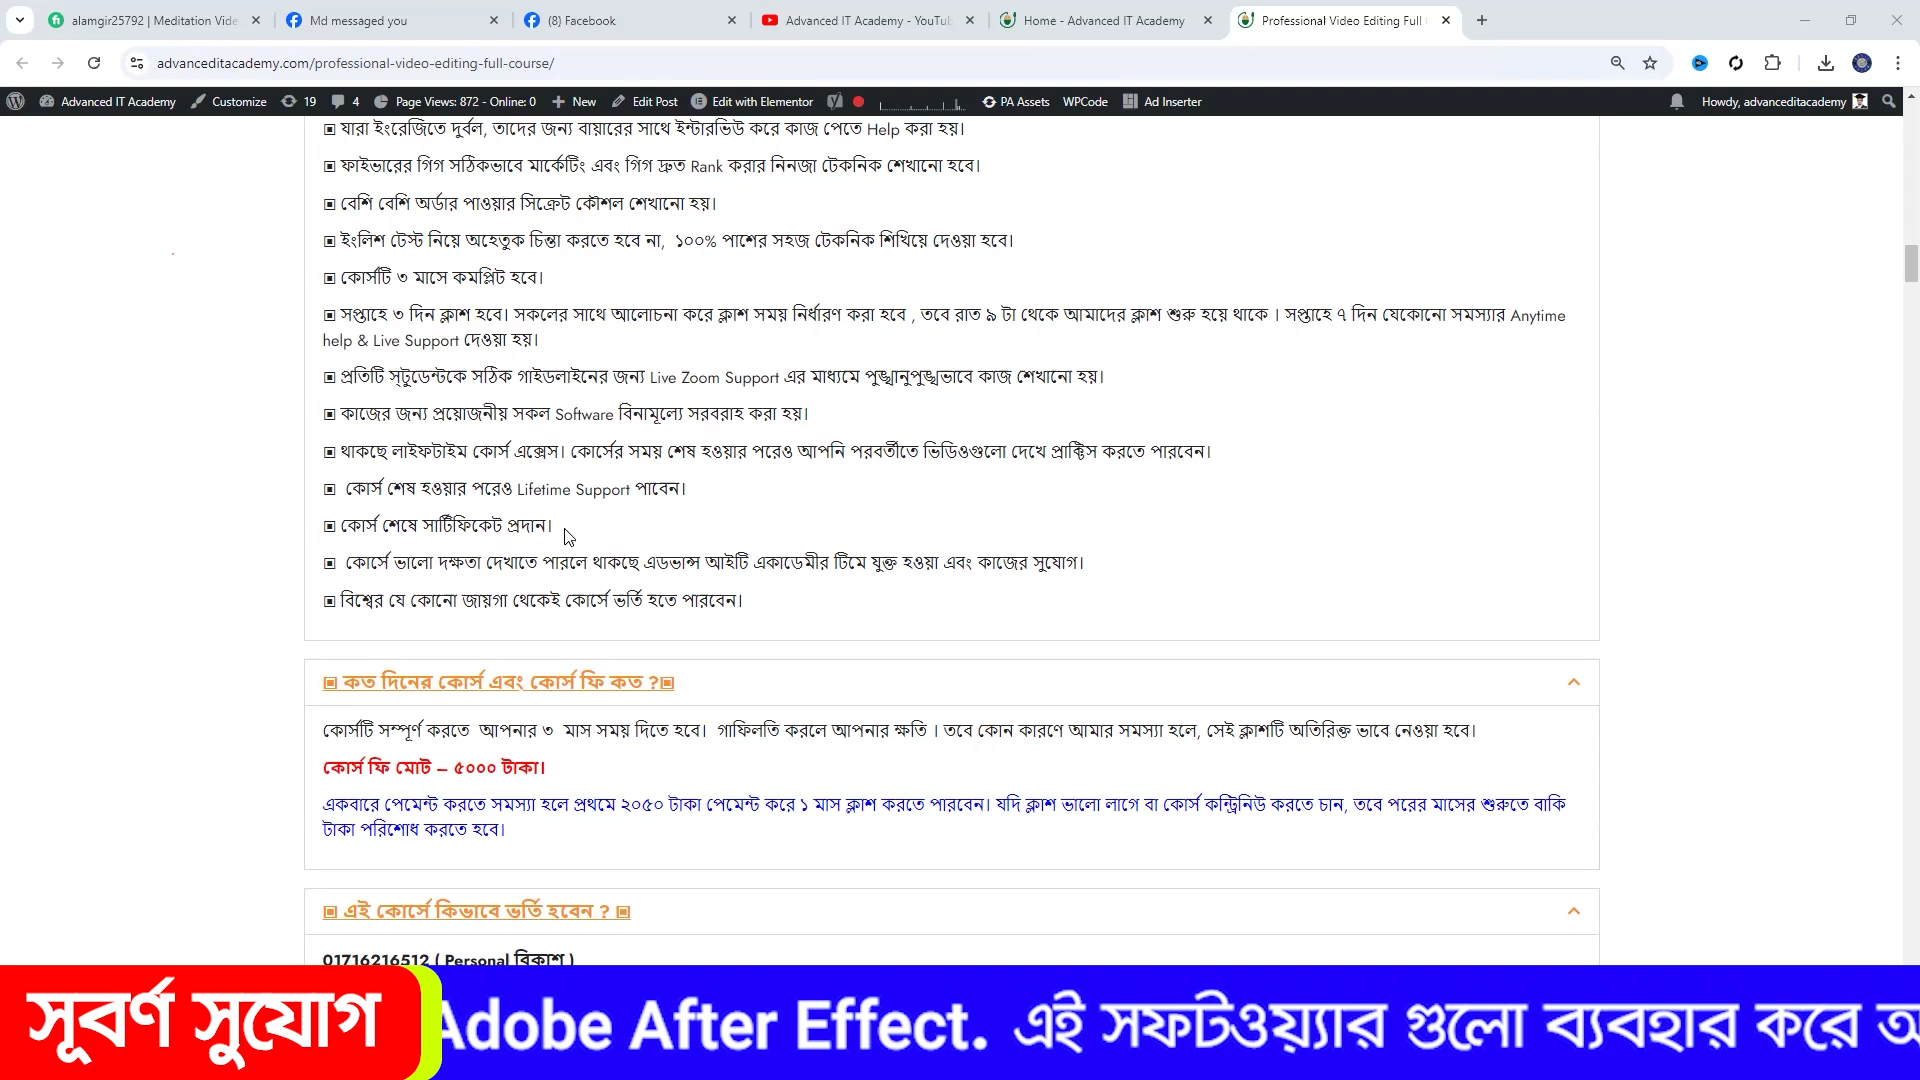 alamgir25792 | Meditation Vide
Md messaged you
(8) Facebook
Advanced IT Academy - YouTub
Home - Advanced IT Academy
Professional Video Editing Full
advanceditacademy.com/professional-video-editing-full-course/
Advanced IT Academy
Customize
19
4
Page Views: 872 - Online: 0
New
Edit Post
Edit with Elementor
PA Assets
WPCode
Ad Inserter
Howdy, advanceditacademy
▣ যারা ইংরেজিতে দুর্বল, তাদের জন্য বায়ারের সাথে ইন্টারভিউ করে কাজ পেতে Help করা হয়।
▣ ফাইভারের গিগ সঠিকভাবে মার্কেটিং এবং গিগ দ্রুত Rank করার নিনজা টেকনিক শেখানো হবে।
▣ বেশি বেশি অর্ডার পাওয়ার সিক্রেট কৌশল শেখানো হয়।
▣ ইংলিশ টেস্ট নিয়ে অহেতুক চিন্তা করতে হবে না, ১০০% পাশের সহজ টেকনিক শিখিয়ে দেওয়া হবে।
▣ কোর্সটি ৩ মাসে কমপ্লিট হবে।
▣ সপ্তাহে ৩ দিন ক্লাশ হবে। সকলের সাথে আলোচনা করে ক্লাশ সময় নির্ধারণ করা হবে , তবে রাত ৯ টা থেকে আমাদের ক্লাশ শুরু হয়ে থাকে । সপ্তাহে ৭ দিন যেকোনো সমস্যার Anytime
help & Live Support দেওয়া হয়।
▣ প্রতিটি স্টুডেন্টকে সঠিক গাইডলাইনের জন্য Live Zoom Support এর মাধ্যমে পুঙ্খানুপুঙ্খভাবে কাজ শেখানো হয়।
▣ কাজের জন্য প্রয়োজনীয় সকল Software বিনামূল্যে সরবরাহ করা হয়।
▣ থাকছে লাইফটাইম কোর্স এক্সেস। কোর্সের সময় শেষ হওয়ার পরেও আপনি পরবর্তীতে ভিডিওগুলো দেখে প্রাক্টিস করতে পারবেন।
▣ কোর্স শেষ হওয়ার পরেও Lifetime Support পাবেন।
▣ কোর্স শেষে সার্টিফিকেট প্রদান।
▣ কোর্সে ভালো দক্ষতা দেখাতে পারলে থাকছে এডভান্স আইটি একাডেমীর টিমে যুক্ত হওয়া এবং কাজের সুযোগ।
▣ বিশ্বের যে কোনো জায়গা থেকেই কোর্সে ভর্তি হতে পারবেন।
▣ কত দিনের কোর্স এবং কোর্স ফি কত ?▣
কোর্সটি সম্পূর্ণ করতে আপনার ৩ মাস সময় দিতে হবে। গাফিলতি করলে আপনার ক্ষতি । তবে কোন কারণে আমার সমস্যা হলে, সেই ক্লাশটি অতিরিক্ত ভাবে নেওয়া হবে।
কোর্স ফি মোট – ৫০০০ টাকা।
একবারে পেমেন্ট করতে সমস্যা হলে প্রথমে ২০৫০ টাকা পেমেন্ট করে ১ মাস ক্লাশ করতে পারবেন। যদি ক্লাশ ভালো লাগে বা কোর্স কন্ট্রিনিউ করতে চান, তবে পরের মাসের শুরুতে বাকি
টাকা পরিশোধ করতে হবে।
▣ এই কোর্সে কিভাবে ভর্তি হবেন ? ▣
01716216512 ( Personal বিকাশ )
সূবর্ণ সুযোগ
Adobe After Effect. এই সফটওয়্যার গুলো ব্যবহার করে অ